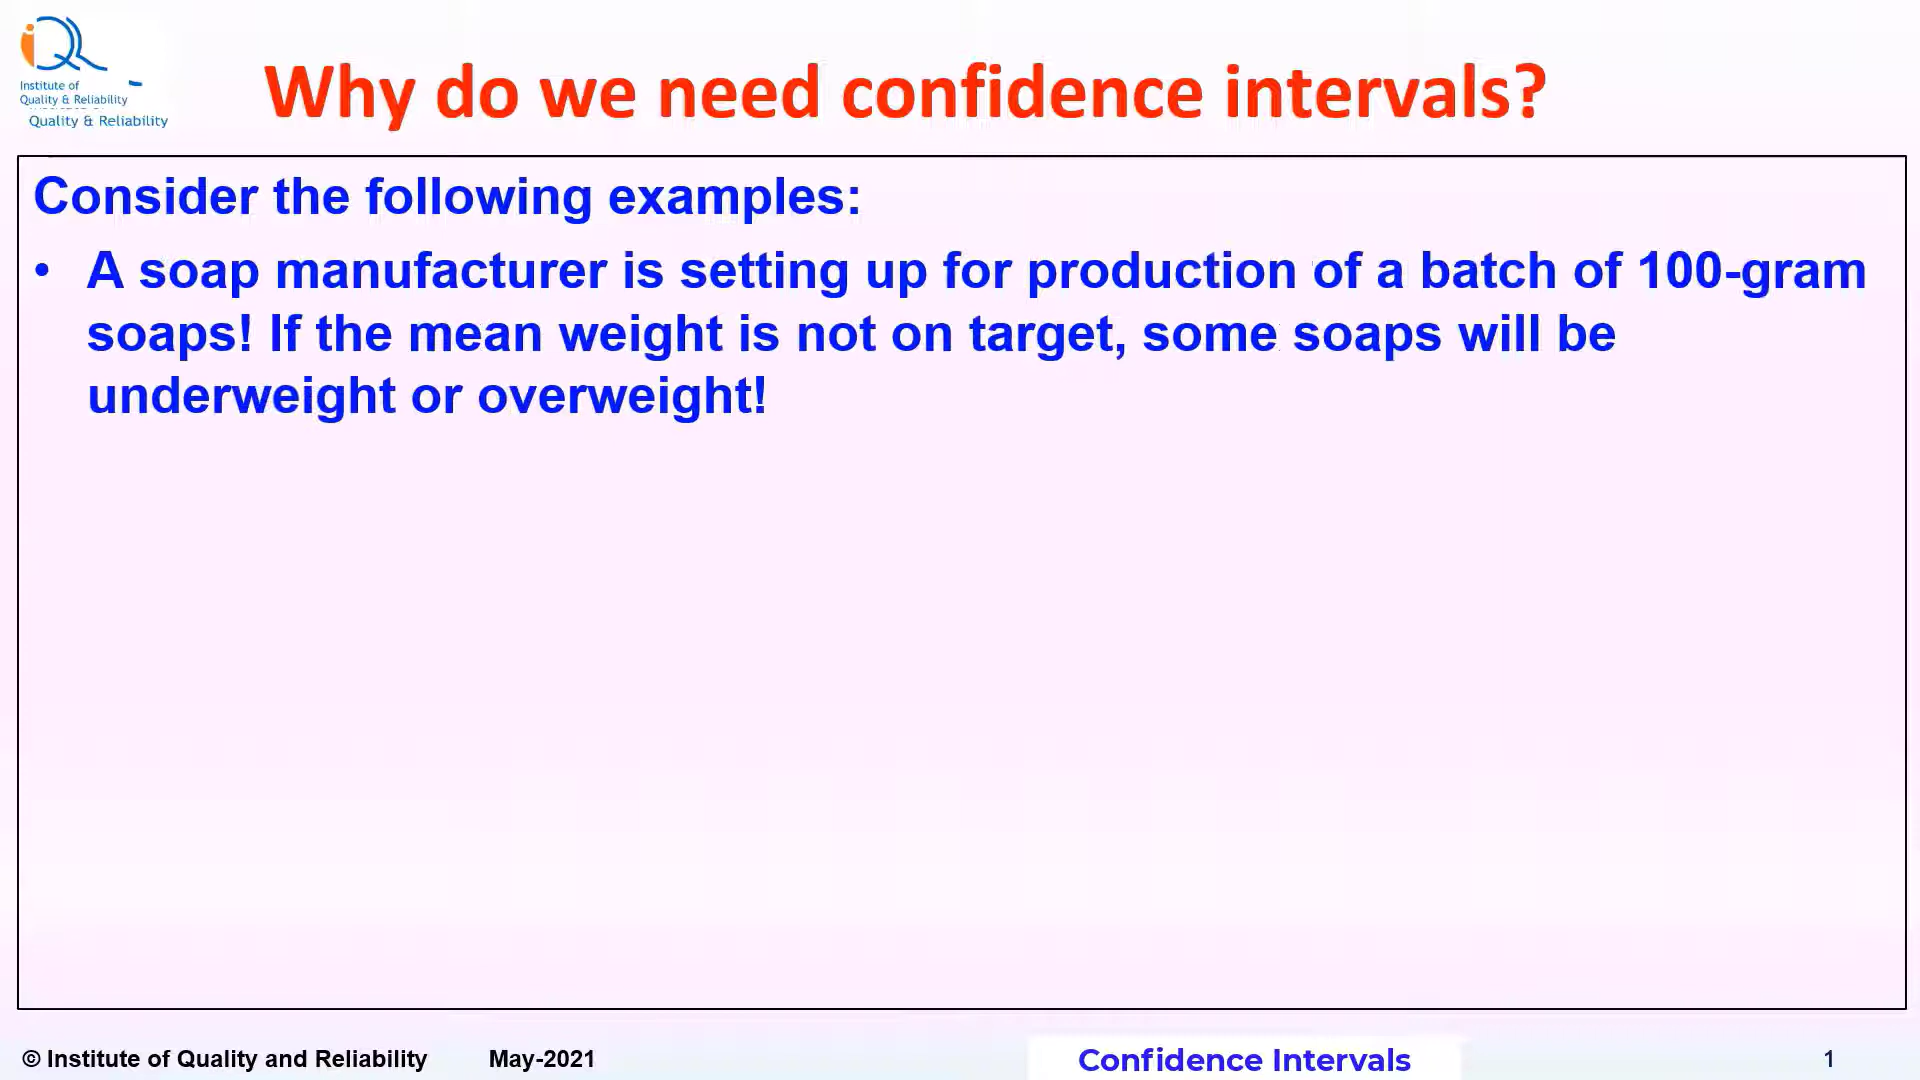 iQ
Institute of
Quality & Reliability
Quality & Reliability
Why do we need confidence intervals?
Consider the following examples:
• A soap manufacturer is setting up for production of a batch of 100-gram
soaps! If the mean weight is not on target, some soaps will be
underweight or overweight!
© Institute of Quality and Reliability May-2021 Confidence Intervals 1